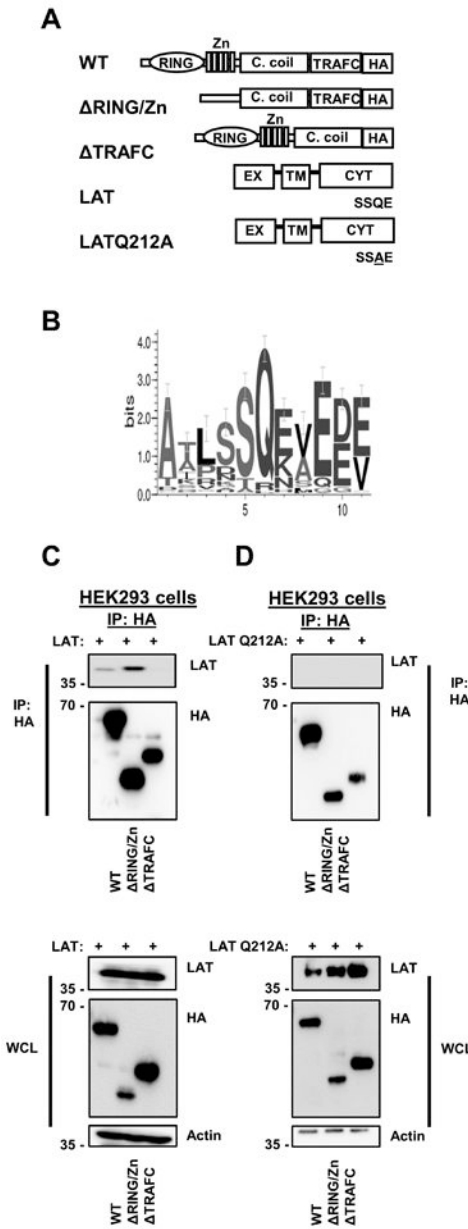 A
WT
Zn
RING
C. coil
TRAFC
HA
ΔRING/Zn
C. coil
TRAFC
HA
ΔTRAFC
Zn
RING
C. coil
HA
LAT
EX
TM
CYT
SSQE
LATQ212A
EX
TM
CYT
SSAE
B
bits
4.0
3.0
2.0
1.0
0.0
5
10
C
HEK293 cells
IP: HA
LAT: + + +
LAT
35 -
70 -
HA
IP:
HA
WT
ΔRING/Zn
ΔTRAFC
LAT: + + +
LAT
35 -
70 -
HA
WCL
35 -
Actin
WT
ΔRING/Zn
ΔTRAFC
D
HEK293 cells
IP: HA
LAT Q212A: + + +
LAT
35 -
70 -
HA
IP:
HA
WT
ΔRING/Zn
ΔTRAFC
LAT Q212A: + + +
LAT
35 -
70 -
HA
WCL
35 -
Actin
WT
ΔRING/Zn
ΔTRAFC